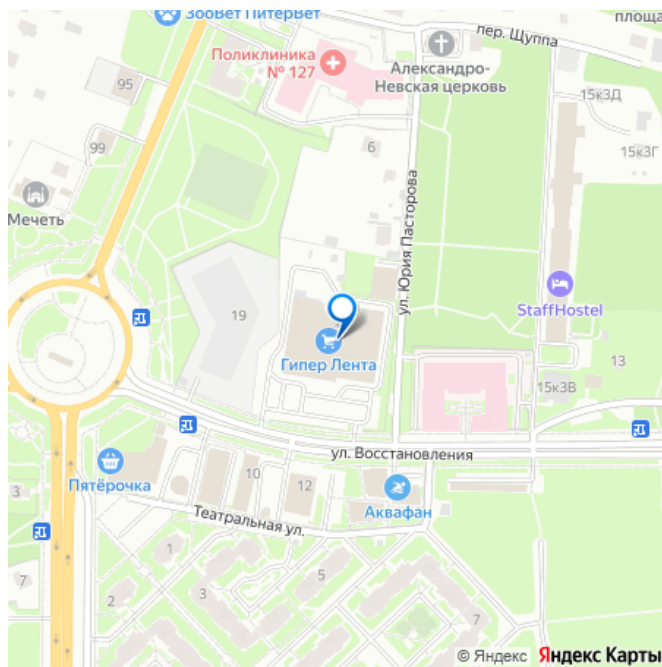 ЗооВет ПитерВет
пер. Щуппа
площа
Поликлиника
№ 127
Александро-
Невская церковь
95
99
6
15к3Д
15к3Г
Мечеть
ул. Юрия Пасторова
StaffHostel
19
Гипер Лента
13
15к3В
ул. Восстановления
Пятёрочка
10
12
Аквафан
3
Театральная ул.
1
5
7
2
3
7
© Яндекс Яндекс Карты